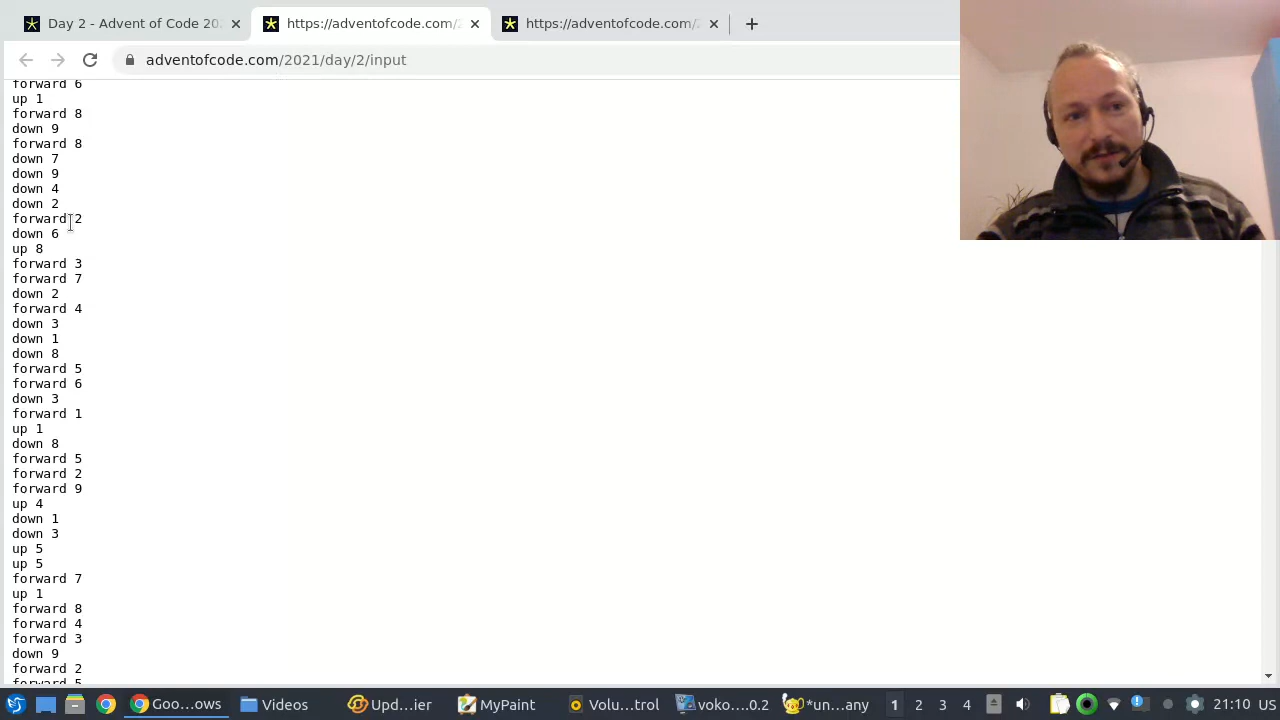 Day 2 - Advent of Code 20
https://adventofcode.com/2
https://adventofcode.com/2
adventofcode.com/2021/day/2/input
forward 6
up 1
forward 8
down 9
forward 8
down 7
down 9
down 4
down 2
forward 2
down 6
up 8
forward 3
forward 7
down 2
forward 4
down 3
down 1
down 8
forward 5
forward 6
down 3
forward 1
up 1
down 8
forward 5
forward 2
forward 9
up 4
down 1
down 3
up 5
up 5
forward 7
up 1
forward 8
forward 4
forward 3
down 9
forward 2
forward 5
Goo...ows
Videos
Upd...ier
MyPaint
Volu...trol
voko....0.2
*un...any
1 2 3 4
21:10 US